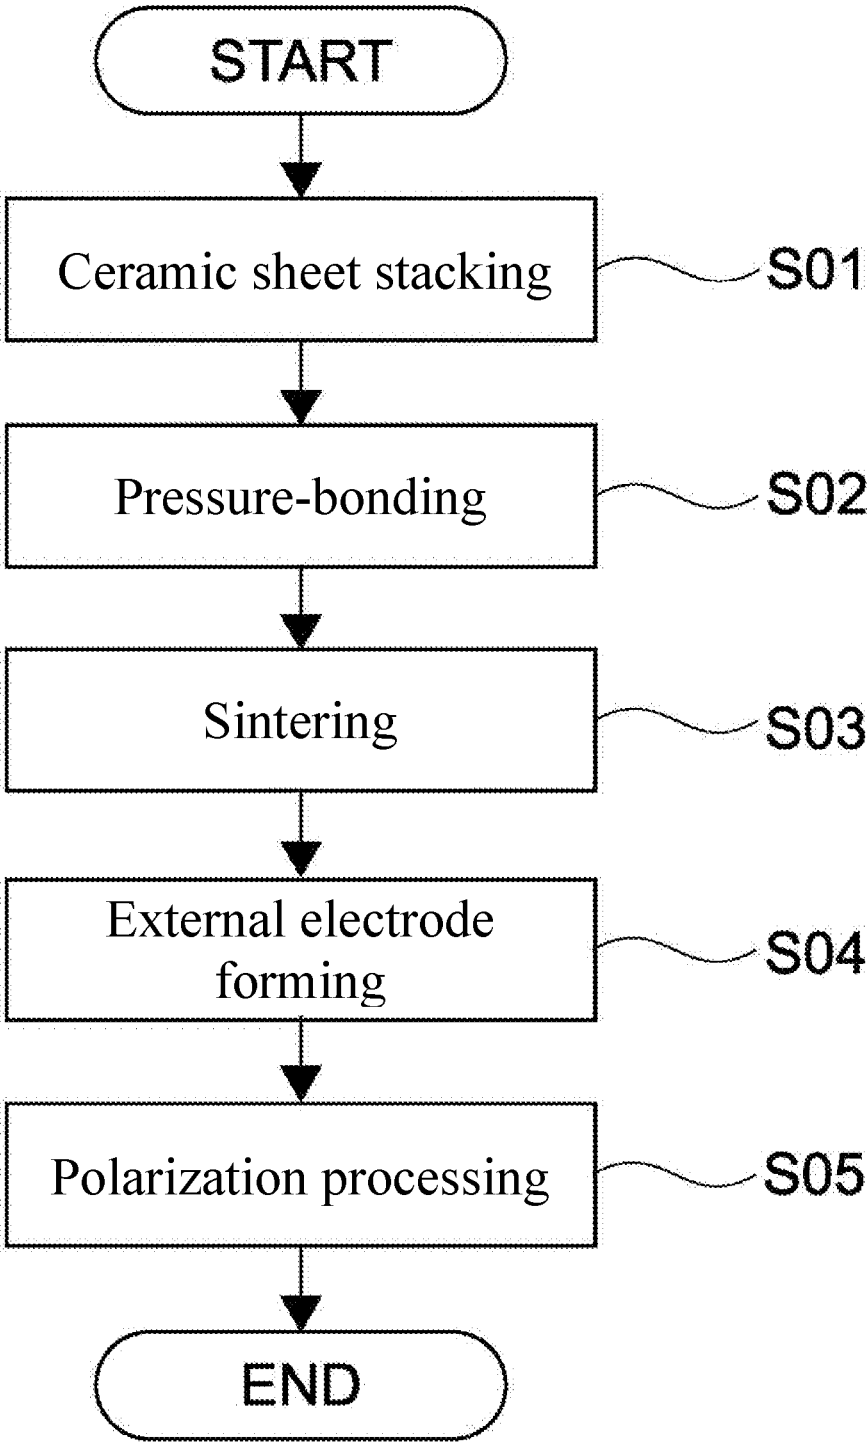 START
Ceramic sheet stacking
S01
Pressure-bonding
S02
Sintering
S03
External electrode
forming
S04
Polarization processing
S05
END